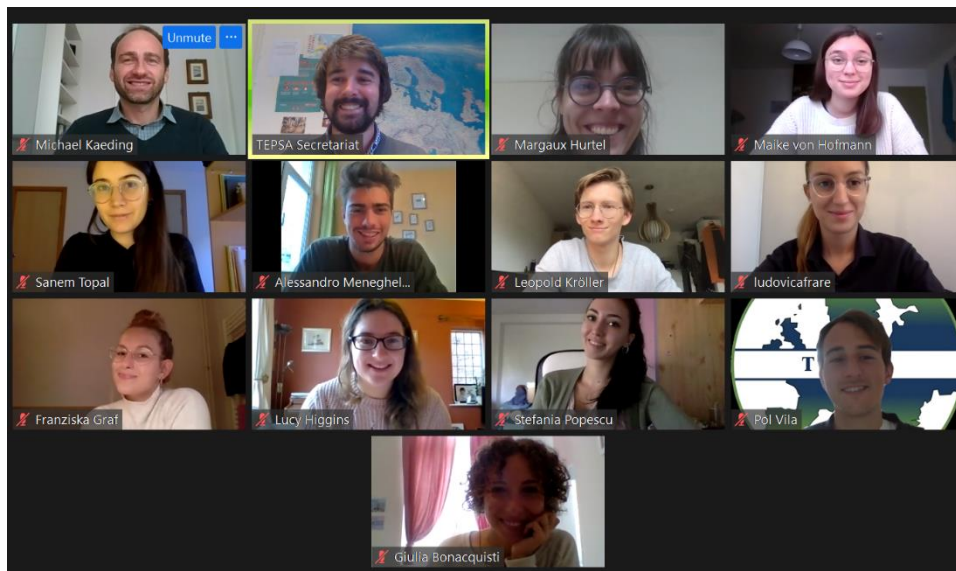 Unmute
...
Michael Kaeding
TEPSA Secretariat
Margaux Hurtel
Maike von Hofmann
Sanem Topal
Alessandro Meneghel...
Leopold Kröller
ludovicafrare
Franziska Graf
Lucy Higgins
Stefania Popescu
T
Pol Vila
Giulia Bonacquisti